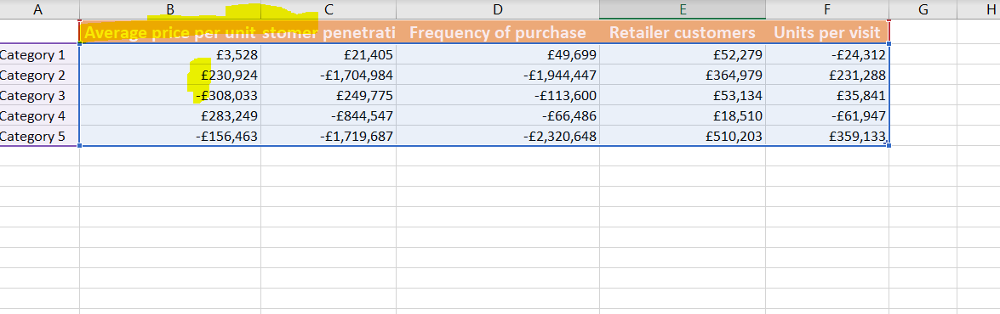 A B C D E F G H
Average price per unit stomer penetrati Frequency of purchase Retailer customers Units per visit
Category 1 £3,528 £21,405 £49,699 £52,279 -£24,312
Category 2 £230,924 -£1,704,984 -£1,944,447 £364,979 £231,288
Category 3 -£308,033 £249,775 -£113,600 £53,134 £35,841
Category 4 £283,249 -£844,547 -£66,486 £18,510 -£61,947
Category 5 -£156,463 -£1,719,687 -£2,320,648 £510,203 £359,133